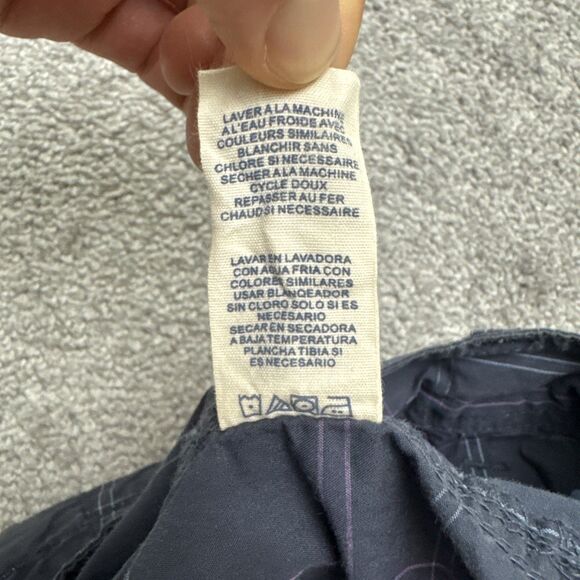 LAVER A LA MACHINE
A L'EAU FROIDE AVEC
COULEURS SIMILAIRES
BLANCHIR SANS
CHLORE SI NECESSAIRE
SECHER A LA MACHINE
CYCLE DOUX
REPASSER AU FER
CHAUD SI NECESSAIRE
LAVAR EN LAVADORA
CON AGUA FRIA CON
COLORES SIMILARES
USAR BLANQEADOR
SIN CLORO SOLO SI ES
NECESARIO
SECAR EN SECADORA
A BAJA TEMPERATURA
PLANCHA TIBIA SI
ES NECESARIO